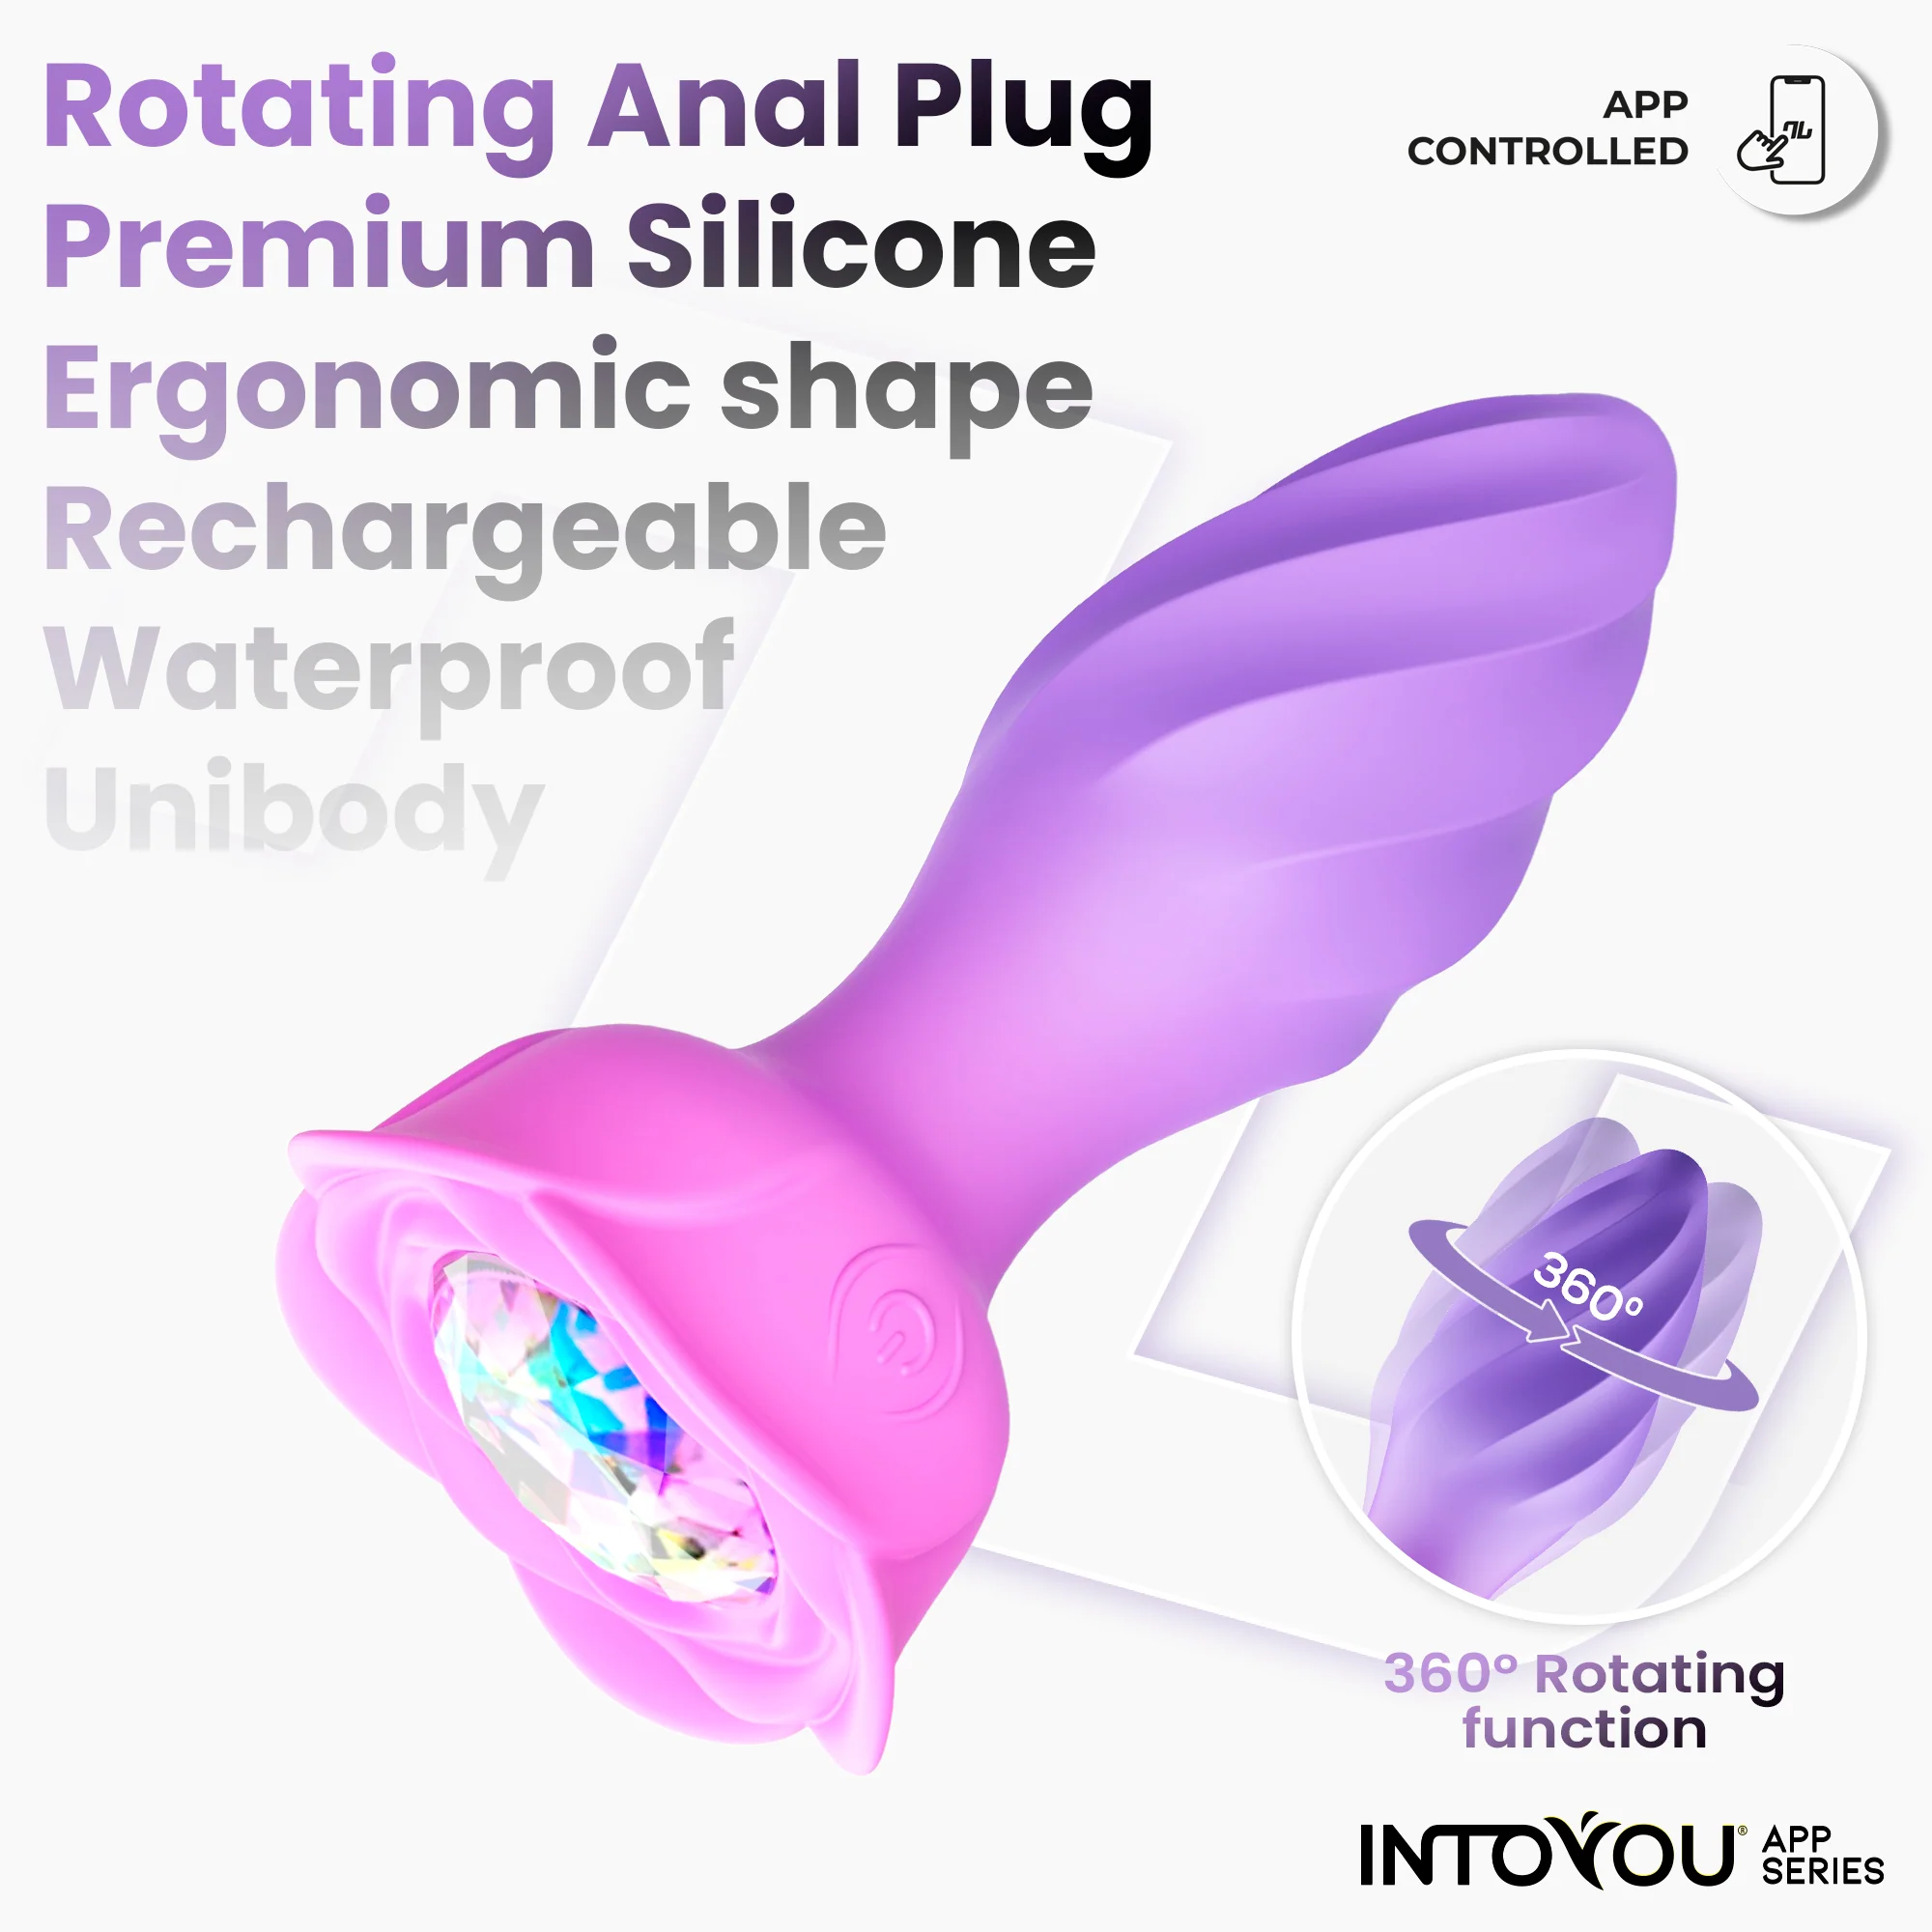 Rotating Anal Plug
Premium Silicone
Ergonomic shape
Rechargeable
Waterproof
Unibody
APP
CONTROLLED
360º
360º Rotating
function
INTOYOU® APP
SERIES